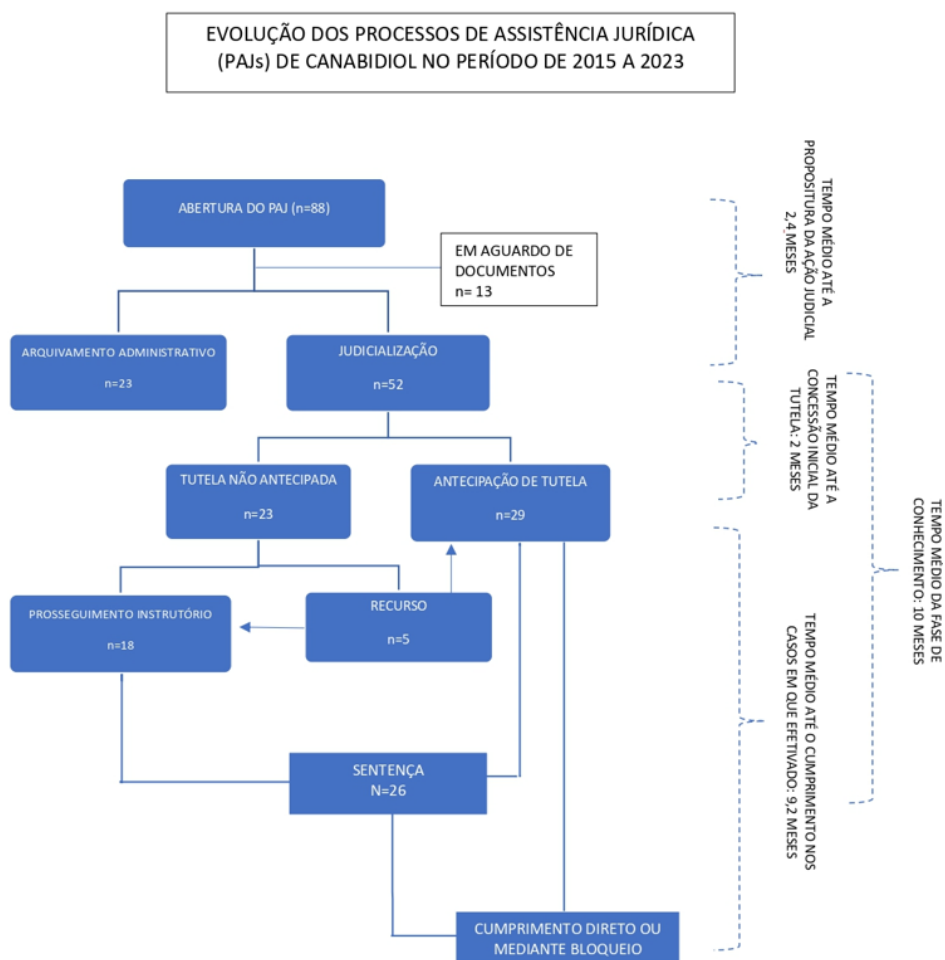 EVOLUÇÃO DOS PROCESSOS DE ASSISTÊNCIA JURÍDICA
(PAJs) DE CANABIDIOL NO PERÍODO DE 2015 A 2023
ABERTURA DO PAJ (n=88)
EM AGUARDO DE
DOCUMENTOS
n= 13
ARQUIVAMENTO ADMINISTRATIVO
n=23
JUDICIALIZAÇÃO
n=52
TUTELA NÃO ANTECIPADA
n=23
ANTECIPAÇÃO DE TUTELA
n=29
PROSSEGUIMENTO INSTRUTÓRIO
n=18
RECURSO
n=5
SENTENÇA
N=26
CUMPRIMENTO DIRETO OU
MEDIANTE BLOQUEIO
TEMPO MÉDIO ATÉ A
PROPOSITURA DA AÇÃO JUDICIAL
2,4 MESES
TEMPO MÉDIO ATÉ A
CONCESSÃO INICIAL DA
TUTELA: 2 MESES
TEMPO MÉDIO ATÉ O CUMPRIMENTO NOS
CASOS EM QUE EFETIVADO: 9,2 MESES
TEMPO MÉDIO DA FASE DE
CONHECIMENTO: 10 MESES